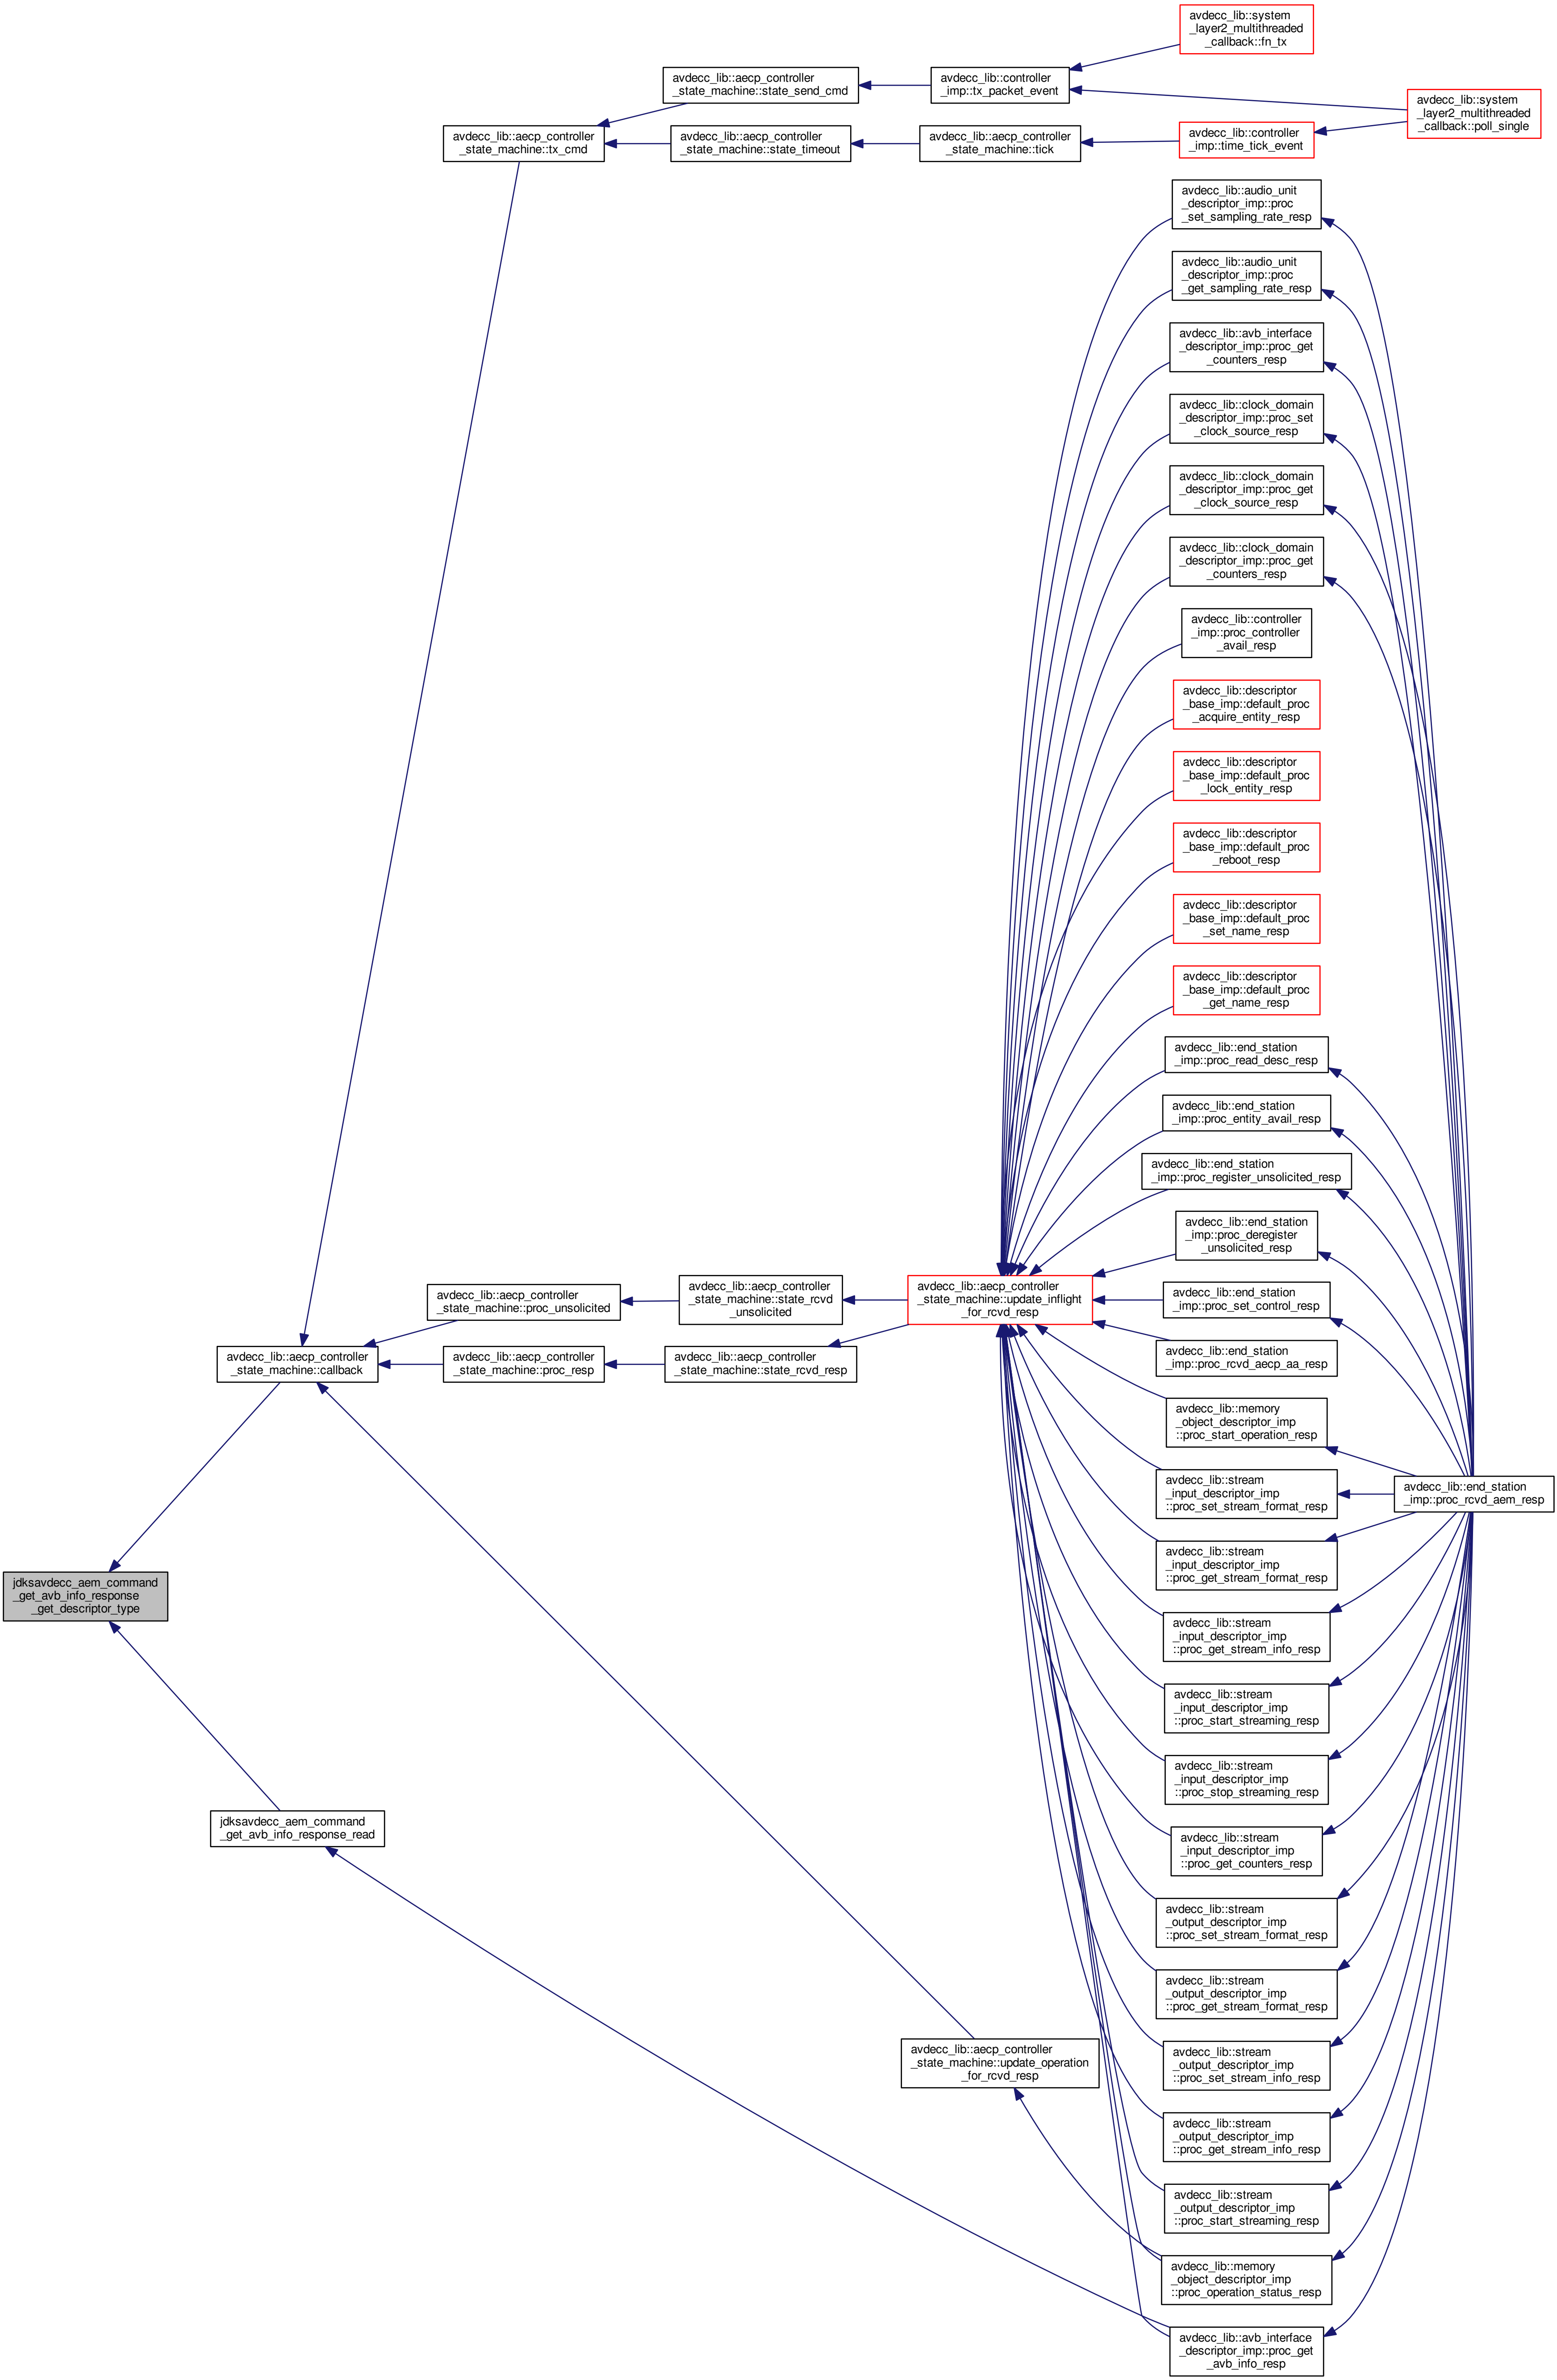 avdecc_lib::system
_layer2_multithreaded
_callback::fn_tx
avdecc_lib::aecp_controller
_state_machine::state_send_cmd
avdecc_lib::controller
_imp::tx_packet_event
avdecc_lib::system
_layer2_multithreaded
_callback::poll_single
avdecc_lib::aecp_controller
_state_machine::tx_cmd
avdecc_lib::aecp_controller
_state_machine::state_timeout
avdecc_lib::aecp_controller
_state_machine::tick
avdecc_lib::controller
_imp::time_tick_event
avdecc_lib::audio_unit
_descriptor_imp::proc
_set_sampling_rate_resp
avdecc_lib::audio_unit
_descriptor_imp::proc
_get_sampling_rate_resp
avdecc_lib::avb_interface
_descriptor_imp::proc_get
_counters_resp
avdecc_lib::clock_domain
_descriptor_imp::proc_set
_clock_source_resp
avdecc_lib::clock_domain
_descriptor_imp::proc_get
_clock_source_resp
avdecc_lib::clock_domain
_descriptor_imp::proc_get
_counters_resp
avdecc_lib::controller
_imp::proc_controller
_avail_resp
avdecc_lib::descriptor
_base_imp::default_proc
_acquire_entity_resp
avdecc_lib::descriptor
_base_imp::default_proc
_lock_entity_resp
avdecc_lib::descriptor
_base_imp::default_proc
_reboot_resp
avdecc_lib::descriptor
_base_imp::default_proc
_set_name_resp
avdecc_lib::descriptor
_base_imp::default_proc
_get_name_resp
avdecc_lib::end_station
_imp::proc_read_desc_resp
avdecc_lib::end_station
_imp::proc_entity_avail_resp
avdecc_lib::end_station
_imp::proc_register_unsolicited_resp
avdecc_lib::end_station
_imp::proc_deregister
_unsolicited_resp
avdecc_lib::aecp_controller
_state_machine::proc_unsolicited
avdecc_lib::aecp_controller
_state_machine::state_rcvd
_unsolicited
avdecc_lib::aecp_controller
_state_machine::update_inflight
_for_rcvd_resp
avdecc_lib::end_station
_imp::proc_set_control_resp
avdecc_lib::aecp_controller
_state_machine::callback
avdecc_lib::aecp_controller
_state_machine::proc_resp
avdecc_lib::aecp_controller
_state_machine::state_rcvd_resp
avdecc_lib::end_station
_imp::proc_rcvd_aecp_aa_resp
avdecc_lib::memory
_object_descriptor_imp
::proc_start_operation_resp
avdecc_lib::stream
_input_descriptor_imp
::proc_set_stream_format_resp
avdecc_lib::end_station
_imp::proc_rcvd_aem_resp
avdecc_lib::stream
_input_descriptor_imp
::proc_get_stream_format_resp
jdksavdecc_aem_command
_get_avb_info_response
_get_descriptor_type
avdecc_lib::stream
_input_descriptor_imp
::proc_get_stream_info_resp
avdecc_lib::stream
_input_descriptor_imp
::proc_start_streaming_resp
avdecc_lib::stream
_input_descriptor_imp
::proc_stop_streaming_resp
jdksavdecc_aem_command
_get_avb_info_response_read
avdecc_lib::stream
_input_descriptor_imp
::proc_get_counters_resp
avdecc_lib::stream
_output_descriptor_imp
::proc_set_stream_format_resp
avdecc_lib::stream
_output_descriptor_imp
::proc_get_stream_format_resp
avdecc_lib::aecp_controller
_state_machine::update_operation
_for_rcvd_resp
avdecc_lib::stream
_output_descriptor_imp
::proc_set_stream_info_resp
avdecc_lib::stream
_output_descriptor_imp
::proc_get_stream_info_resp
avdecc_lib::stream
_output_descriptor_imp
::proc_start_streaming_resp
avdecc_lib::memory
_object_descriptor_imp
::proc_operation_status_resp
avdecc_lib::avb_interface
_descriptor_imp::proc_get
_avb_info_resp